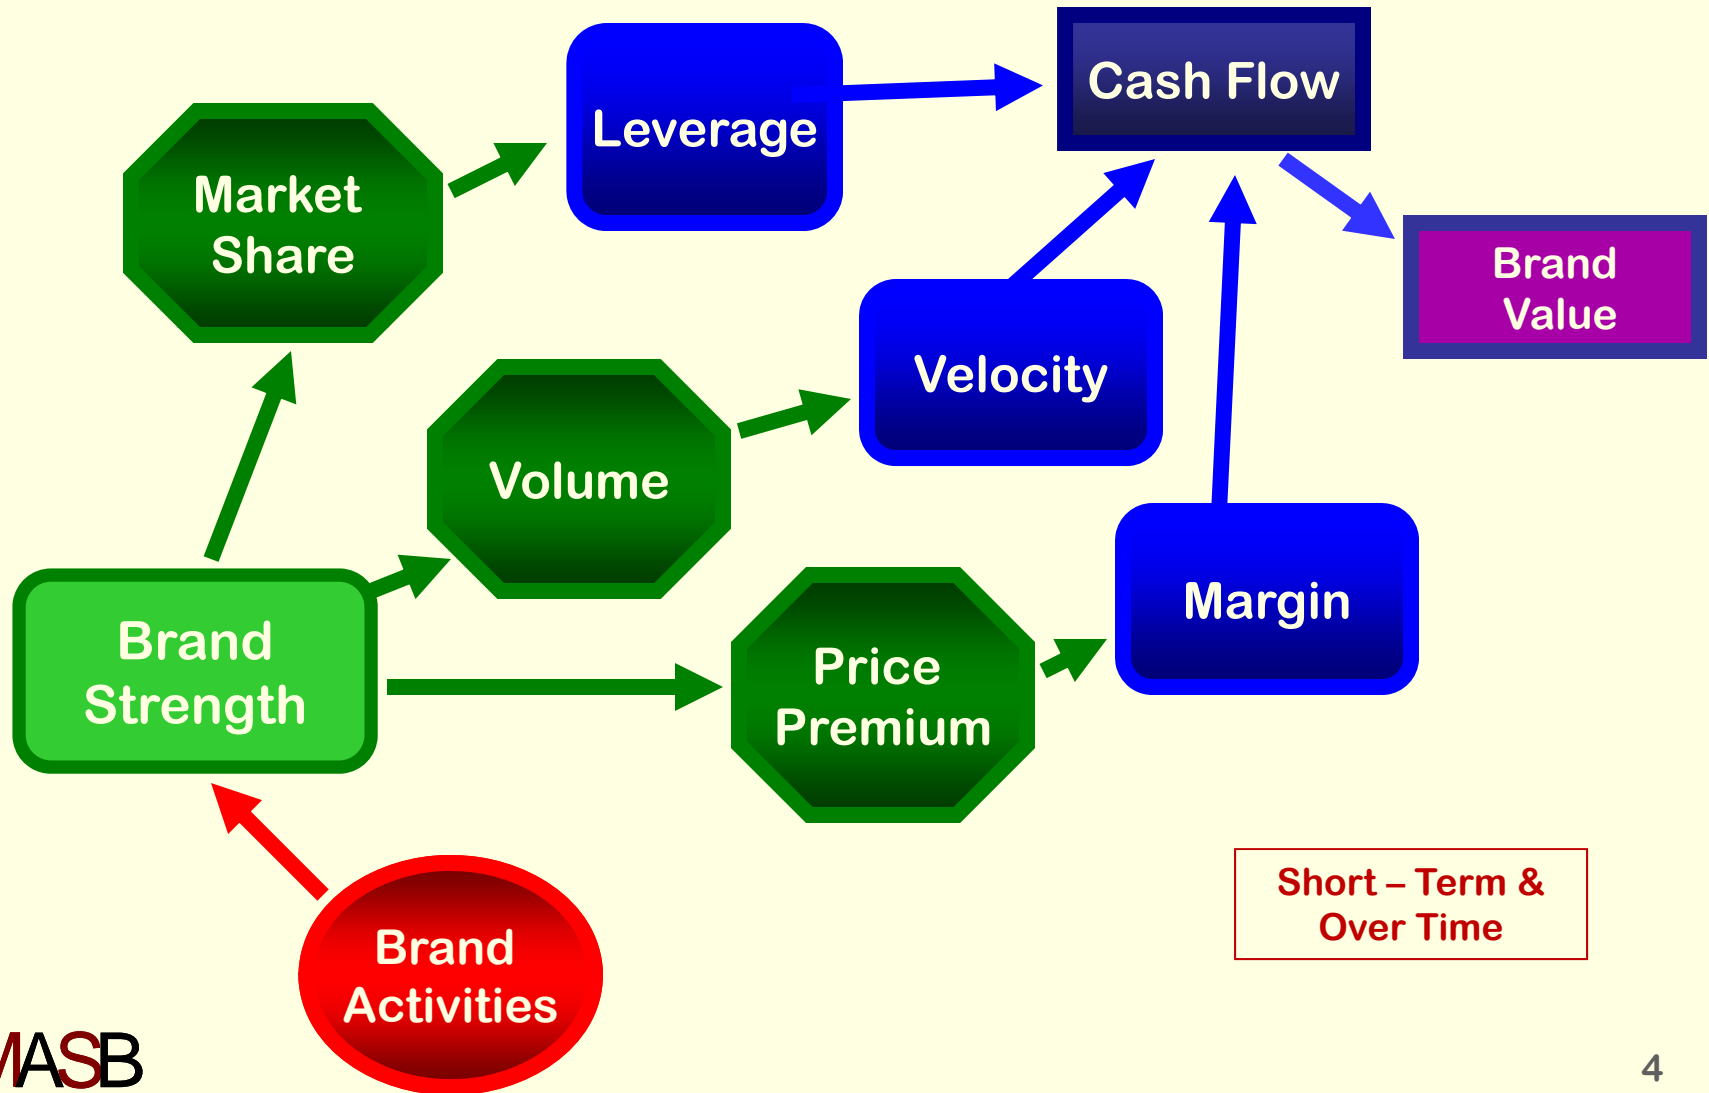 Leverage
Cash Flow
Market
Share
Brand
Value
Velocity
Volume
Margin
Brand
Strength
Price
Premium
Short – Term &
Over Time
Brand
Activities
MASB
4